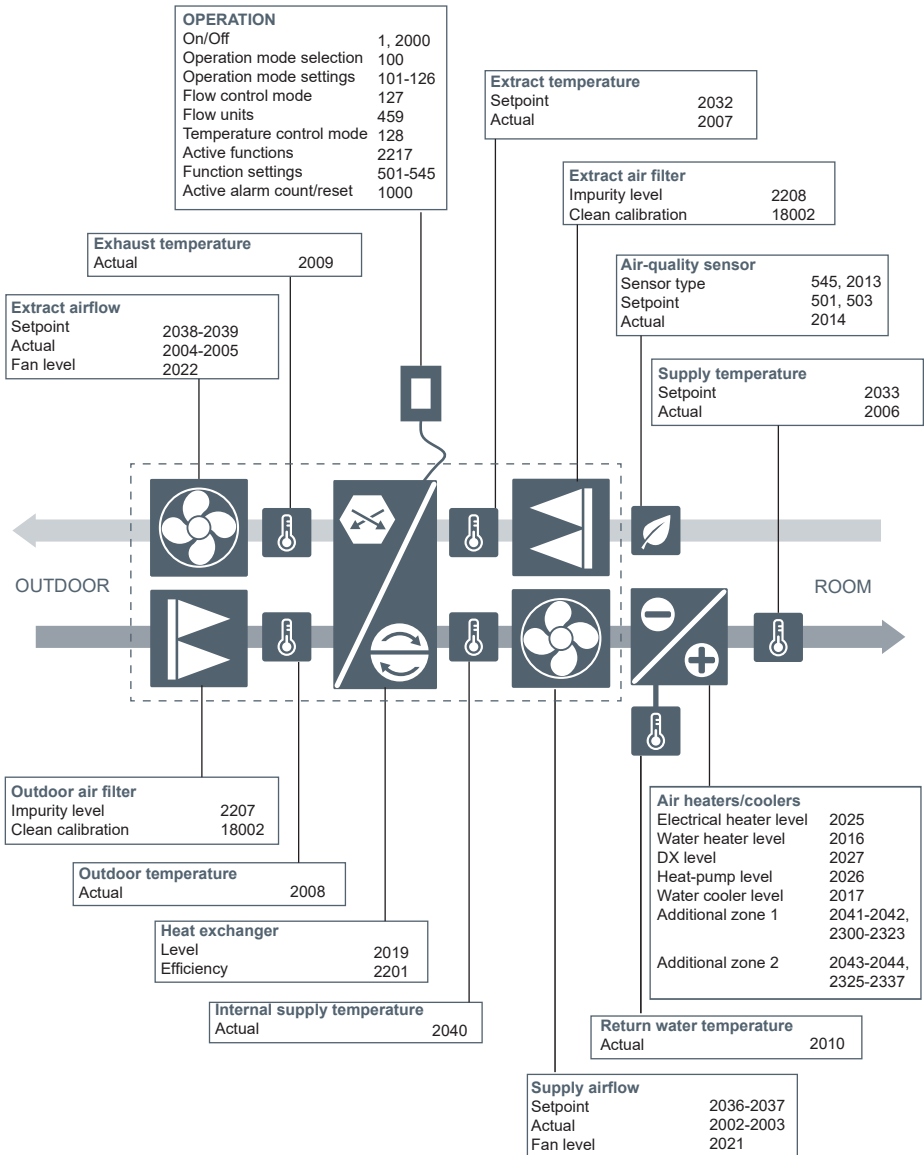 OPERATION
On/Off 1, 2000
Operation mode selection 100
Operation mode settings 101-126
Flow control mode 127
Flow units 459
Temperature control mode 128
Active functions 2217
Function settings 501-545
Active alarm count/reset 1000
Extract temperature
Setpoint 2032
Actual 2007
Extract air filter
Impurity level 2208
Clean calibration 18002
Exhaust temperature
Actual 2009
Air-quality sensor
Sensor type 545, 2013
Setpoint 501, 503
Actual 2014
Extract airflow
Setpoint 2038-2039
Actual 2004-2005
Fan level 2022
Supply temperature
Setpoint 2033
Actual 2006
OUTDOOR
ROOM
Outdoor air filter
Impurity level 2207
Clean calibration 18002
Air heaters/coolers
Electrical heater level 2025
Water heater level 2016
DX level 2027
Heat-pump level 2026
Water cooler level 2017
Additional zone 1 2041-2042,
2300-2323
Additional zone 2 2043-2044,
2325-2337
Outdoor temperature
Actual 2008
Heat exchanger
Level 2019
Efficiency 2201
Internal supply temperature
Actual 2040
Return water temperature
Actual 2010
Supply airflow
Setpoint 2036-2037
Actual 2002-2003
Fan level 2021